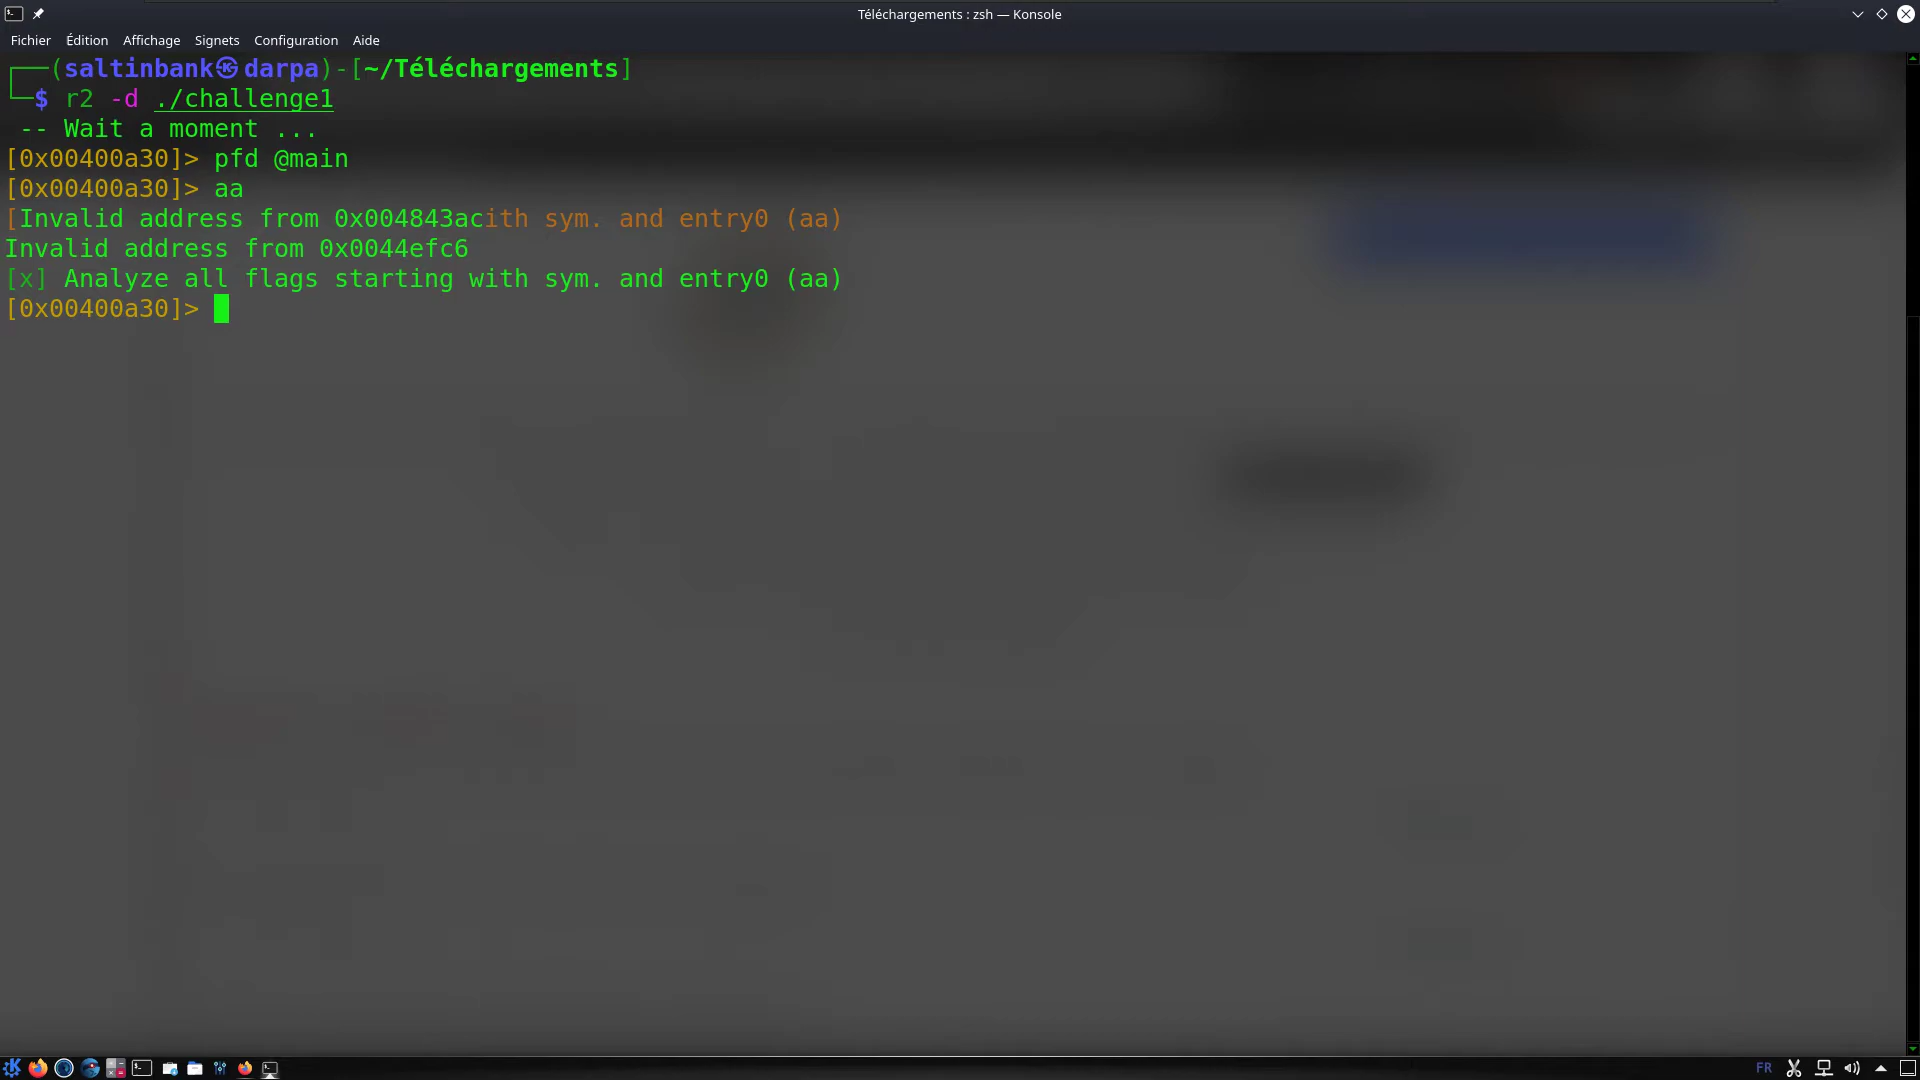 Téléchargements : zsh — Konsole
Fichier Édition Affichage Signets Configuration Aide
(saltinbank㉿darpa)-[~/Téléchargements]
$ r2 -d ./challenge1
-- Wait a moment ...
[0x00400a30]> pfd @main
[0x00400a30]> aa
[Invalid address from 0x004843acith sym. and entry0 (aa)
Invalid address from 0x0044efc6
[x] Analyze all flags starting with sym. and entry0 (aa)
[0x00400a30]>
FR